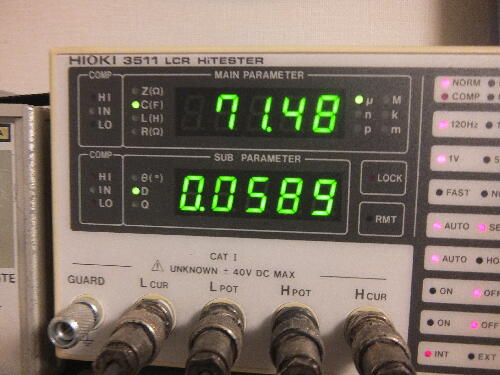 HIOKI 3511 LCR HiTESTER
COMP
MAIN PARAMETER
HI
IN
LO
Z(Ω)
C(F)
L(H)
R(Ω)
71.48
μ M
n k
p m
COMP
SUB PARAMETER
HI
IN
LO
θ(°)
D
Q
0.0589
LOCK
RMT
NORM
COMP
120Hz
1V
FAST
AUTO
AUTO
ON OFF
ON OFF
INT EXT
CAT I
⚠ UNKNOWN ± 40V DC MAX
GUARD
L CUR
L POT
H POT
H CUR